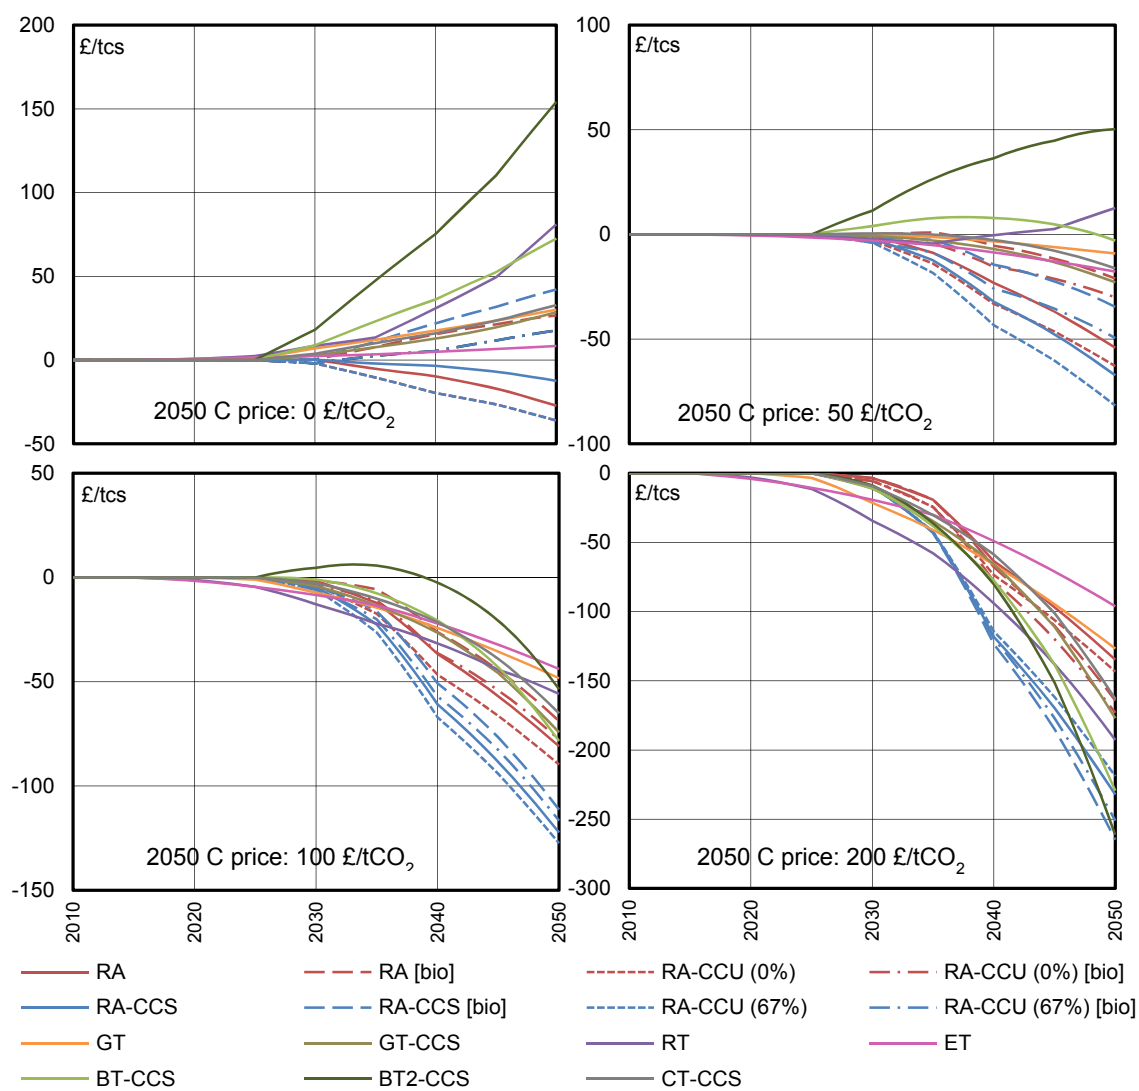 200
150
100
50
0
-50
£/tcs
2050 C price: 0 £/tCO2
100
50
0
-50
-100
£/tcs
2050 C price: 50 £/tCO2
50
0
-50
-100
-150
£/tcs
2050 C price: 100 £/tCO2
2010
2020
2030
2040
2050
0
-50
-100
-150
-200
-250
-300
£/tcs
2050 C price: 200 £/tCO2
2010
2020
2030
2040
2050
RA
RA [bio]
RA-CCU (0%)
RA-CCU (0%) [bio]
RA-CCS
RA-CCS [bio]
RA-CCU (67%)
RA-CCU (67%) [bio]
GT
GT-CCS
RT
ET
BT-CCS
BT2-CCS
CT-CCS